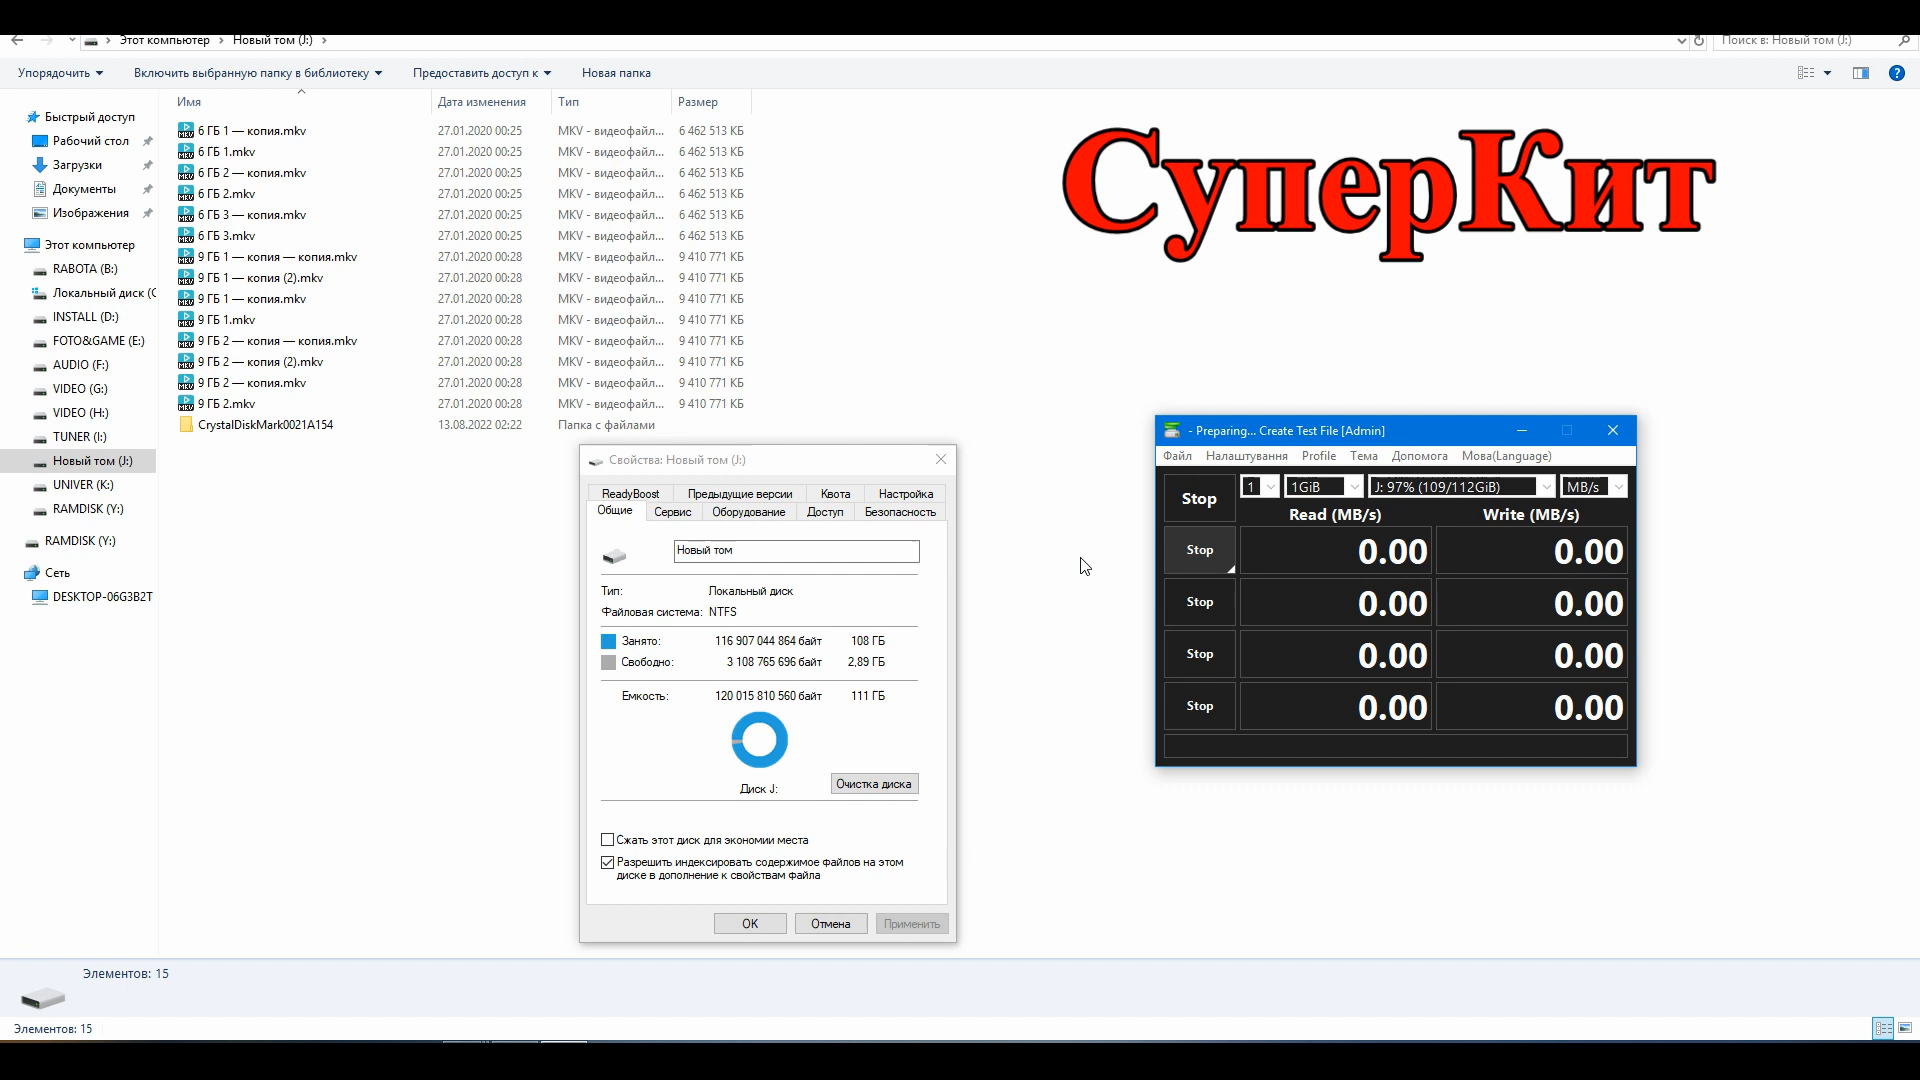 Этот компьютер › Новый том (J:) ›
Поиск в: Новый том (J:)
Упорядочить Включить выбранную папку в библиотеку Предоставить доступ к Новая папка
Имя Дата изменения Тип Размер
6 ГБ 1 — копия.mkv 27.01.2020 00:25 MKV - видеофайл... 6 462 513 КБ
6 ГБ 1.mkv 27.01.2020 00:25 MKV - видеофайл... 6 462 513 КБ
6 ГБ 2 — копия.mkv 27.01.2020 00:25 MKV - видеофайл... 6 462 513 КБ
6 ГБ 2.mkv 27.01.2020 00:25 MKV - видеофайл... 6 462 513 КБ
6 ГБ 3 — копия.mkv 27.01.2020 00:25 MKV - видеофайл... 6 462 513 КБ
6 ГБ 3.mkv 27.01.2020 00:25 MKV - видеофайл... 6 462 513 КБ
9 ГБ 1 — копия — копия.mkv 27.01.2020 00:28 MKV - видеофайл... 9 410 771 КБ
9 ГБ 1 — копия (2).mkv 27.01.2020 00:28 MKV - видеофайл... 9 410 771 КБ
9 ГБ 1 — копия.mkv 27.01.2020 00:28 MKV - видеофайл... 9 410 771 КБ
9 ГБ 1.mkv 27.01.2020 00:28 MKV - видеофайл... 9 410 771 КБ
9 ГБ 2 — копия — копия.mkv 27.01.2020 00:28 MKV - видеофайл... 9 410 771 КБ
9 ГБ 2 — копия (2).mkv 27.01.2020 00:28 MKV - видеофайл... 9 410 771 КБ
9 ГБ 2 — копия.mkv 27.01.2020 00:28 MKV - видеофайл... 9 410 771 КБ
9 ГБ 2.mkv 27.01.2020 00:28 MKV - видеофайл... 9 410 771 КБ
CrystalDiskMark0021A154 13.08.2022 02:22 Папка с файлами
Быстрый доступ
Рабочий стол
Загрузки
Документы
Изображения
Этот компьютер
RABOTA (B:)
Локальный диск (C
INSTALL (D:)
FOTO&GAME (E:)
AUDIO (F:)
VIDEO (G:)
VIDEO (H:)
TUNER (I:)
Новый том (J:)
UNIVER (K:)
RAMDISK (Y:)
RAMDISK (Y:)
Сеть
DESKTOP-06G3B2T
СуперКит
Свойства: Новый том (J:)
ReadyBoost Предыдущие версии Квота Настройка
Общие Сервис Оборудование Доступ Безопасность
Новый том
Тип: Локальный диск
Файловая система: NTFS
Занято: 116 907 044 864 байт 108 ГБ
Свободно: 3 108 765 696 байт 2,89 ГБ
Емкость: 120 015 810 560 байт 111 ГБ
Диск J: Очистка диска
Сжать этот диск для экономии места
Разрешить индексировать содержимое файлов на этом
диске в дополнение к свойствам файла
OK Отмена Применить
- Preparing... Create Test File [Admin]
Файл Налаштування Profile Тема Допомога Мова(Language)
Stop 1 1GiB J: 97% (109/112GiB) MB/s
Read (MB/s) Write (MB/s)
Stop 0.00 0.00
Stop 0.00 0.00
Stop 0.00 0.00
Stop 0.00 0.00
Элементов: 15
Элементов: 15